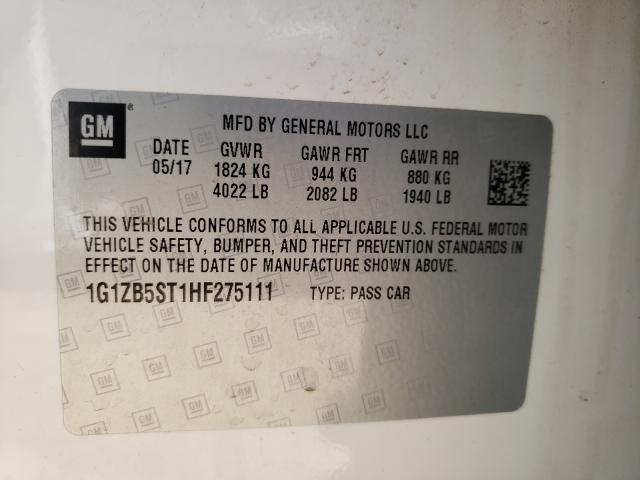 GM ®
MFD BY GENERAL MOTORS LLC
DATE GVWR GAWR FRT GAWR RR
05/17 1824 KG 944 KG 880 KG
4022 LB 2082 LB 1940 LB
THIS VEHICLE CONFORMS TO ALL APPLICABLE U.S. FEDERAL MOTOR
VEHICLE SAFETY, BUMPER, AND THEFT PREVENTION STANDARDS IN
EFFECT ON THE DATE OF MANUFACTURE SHOWN ABOVE.
1G1ZB5ST1HF275111 TYPE: PASS CAR